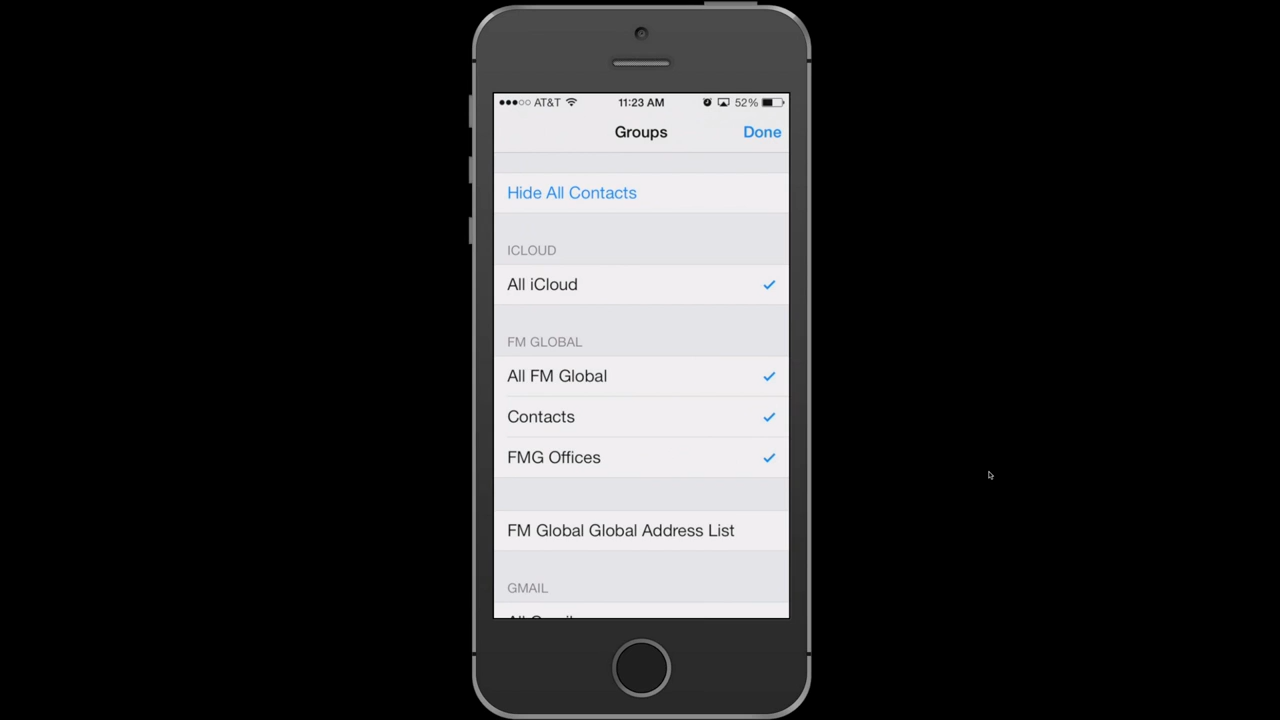 AT&T 11:23 AM 52%
Groups Done
Hide All Contacts
ICLOUD
All iCloud
FM GLOBAL
All FM Global
Contacts
FMG Offices
FM Global Global Address List
GMAIL